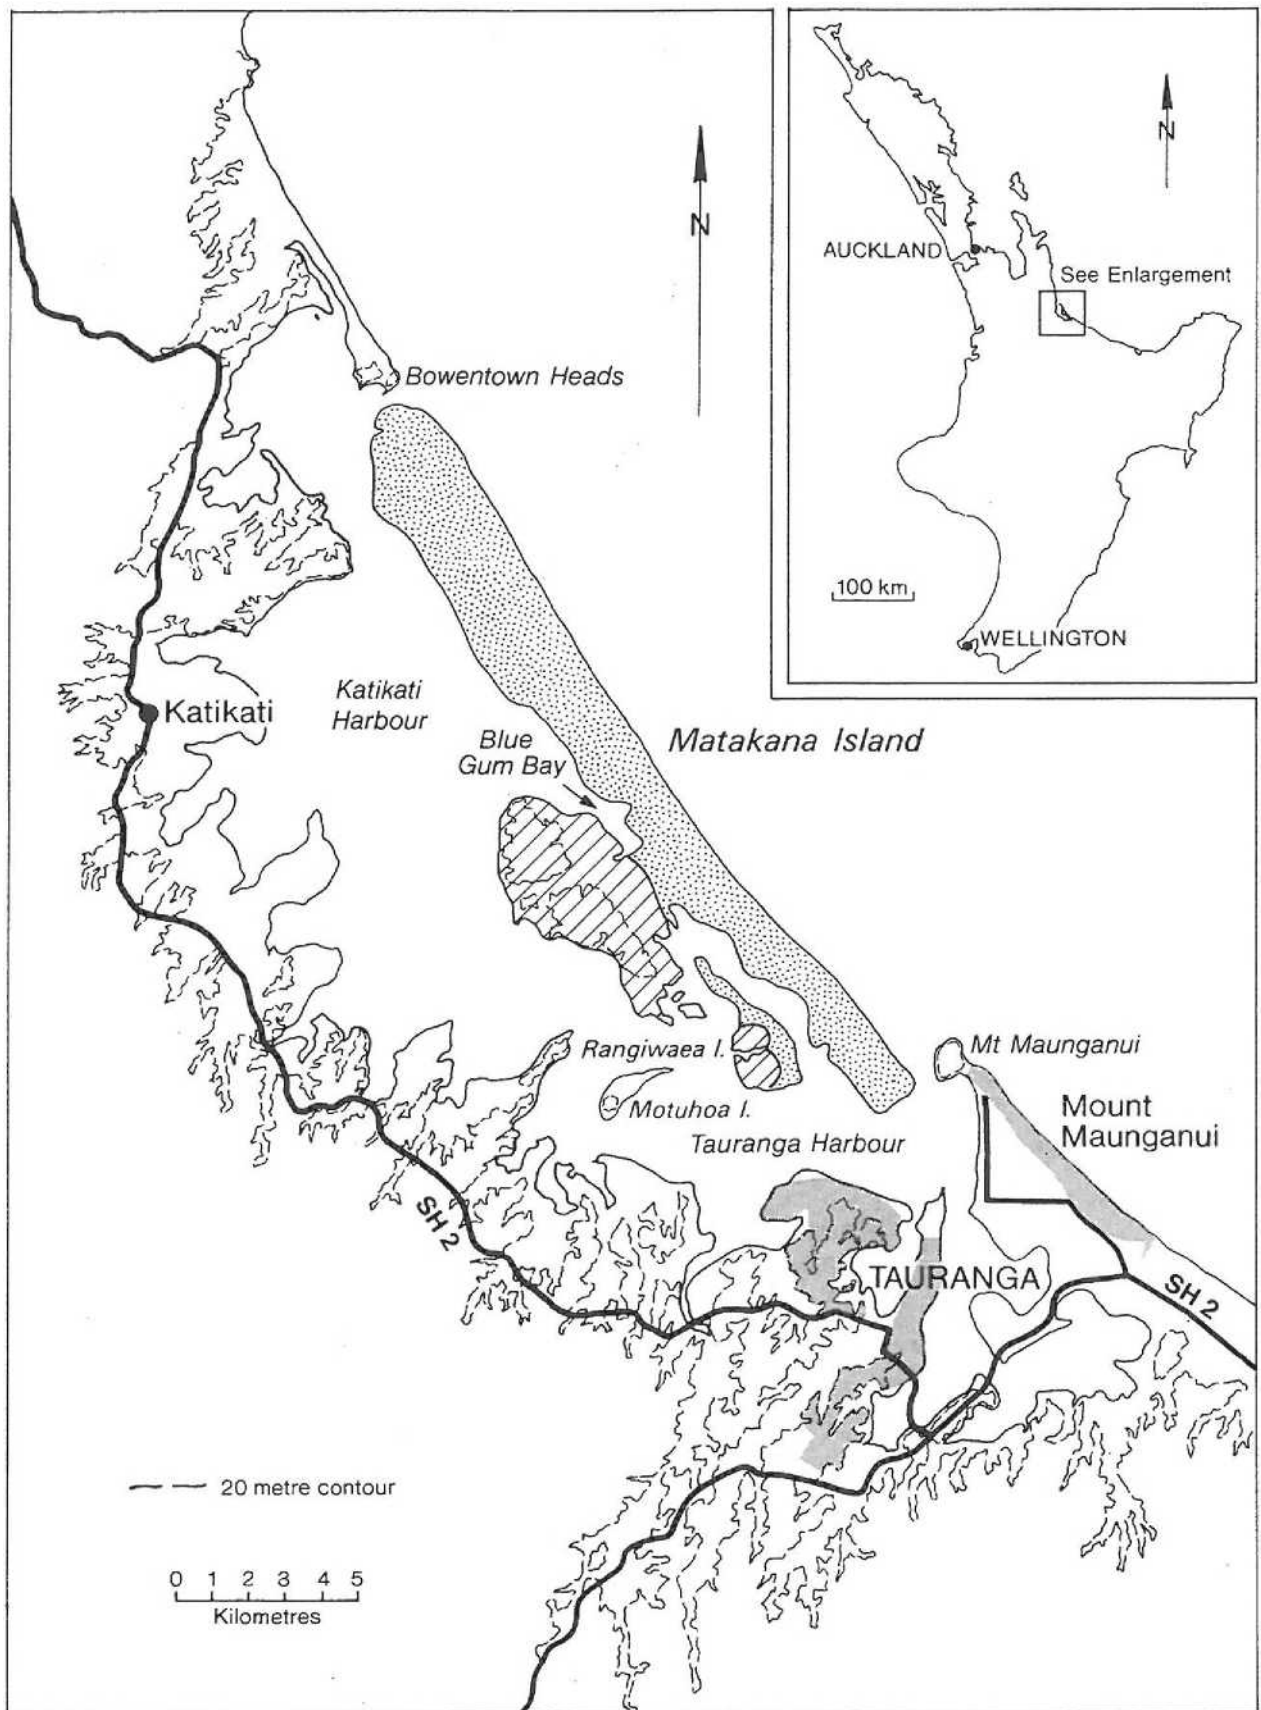 N
N
AUCKLAND
See Enlargement
100 km
WELLINGTON
Bowentown Heads
Katikati
Katikati
Harbour
Blue
Gum Bay
Matakana Island
Rangiwaea I.
Motuhoa I.
Tauranga Harbour
Mt Maunganui
Mount
Maunganui
SH 2
TAURANGA
SH 2
20 metre contour
0 1 2 3 4 5
Kilometres